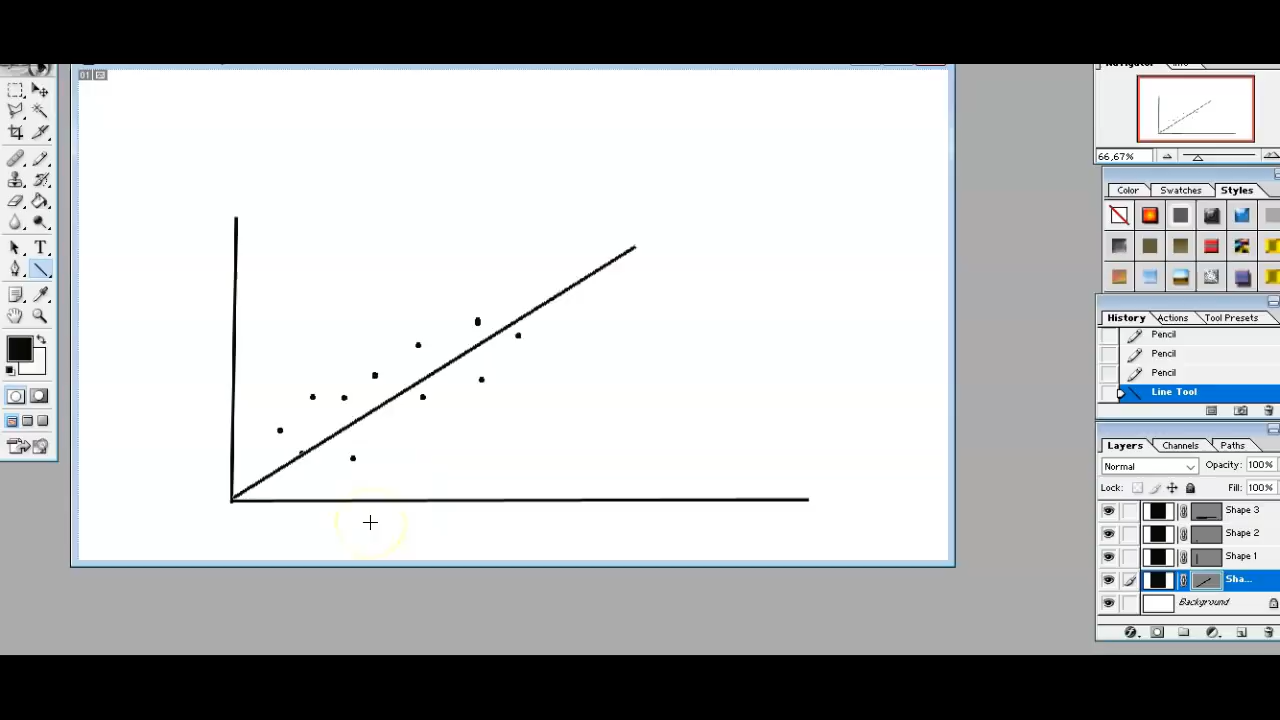 01
66,67%
Color Swatches Styles
History Actions Tool Presets
Pencil
Pencil
Pencil
Line Tool
Layers Channels Paths
Normal Opacity: 100%
Lock: Fill: 100%
Shape 3
Shape 2
Shape 1
Sha...
Background